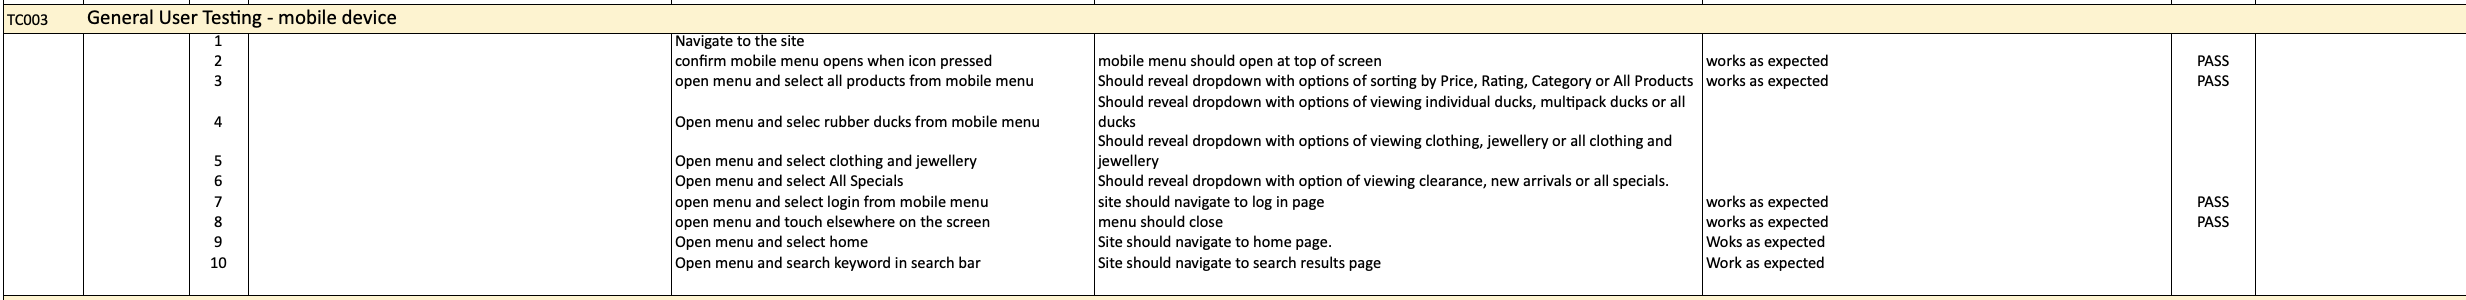 TC003 General User Testing - mobile device
1 Navigate to the site
2 confirm mobile menu opens when icon pressed mobile menu should open at top of screen works as expected PASS
3 open menu and select all products from mobile menu Should reveal dropdown with options of sorting by Price, Rating, Category or All Products works as expected PASS
Should reveal dropdown with options of viewing individual ducks, multipack ducks or all
4 Open menu and selec rubber ducks from mobile menu ducks
Should reveal dropdown with options of viewing clothing, jewellery or all clothing and
5 Open menu and select clothing and jewellery jewellery
6 Open menu and select All Specials Should reveal dropdown with option of viewing clearance, new arrivals or all specials.
7 open menu and select login from mobile menu site should navigate to log in page works as expected PASS
8 open menu and touch elsewhere on the screen menu should close works as expected PASS
9 Open menu and select home Site should navigate to home page. Woks as expected
10 Open menu and search keyword in search bar Site should navigate to search results page Work as expected